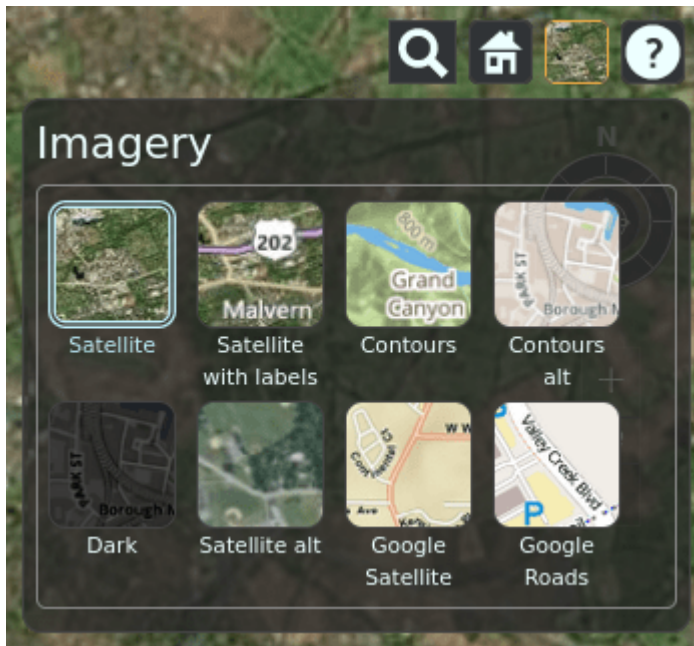 ?
Imagery
N
202
Malvern
800 m
Grand
Canyon
PARK ST
Borough M
Satellite
Satellite
with labels
Contours
Contours
alt
PARK ST
Borough M
W W
Ave
Valley Creek Blvd
P
Dark
Satellite alt
Google
Satellite
Google
Roads